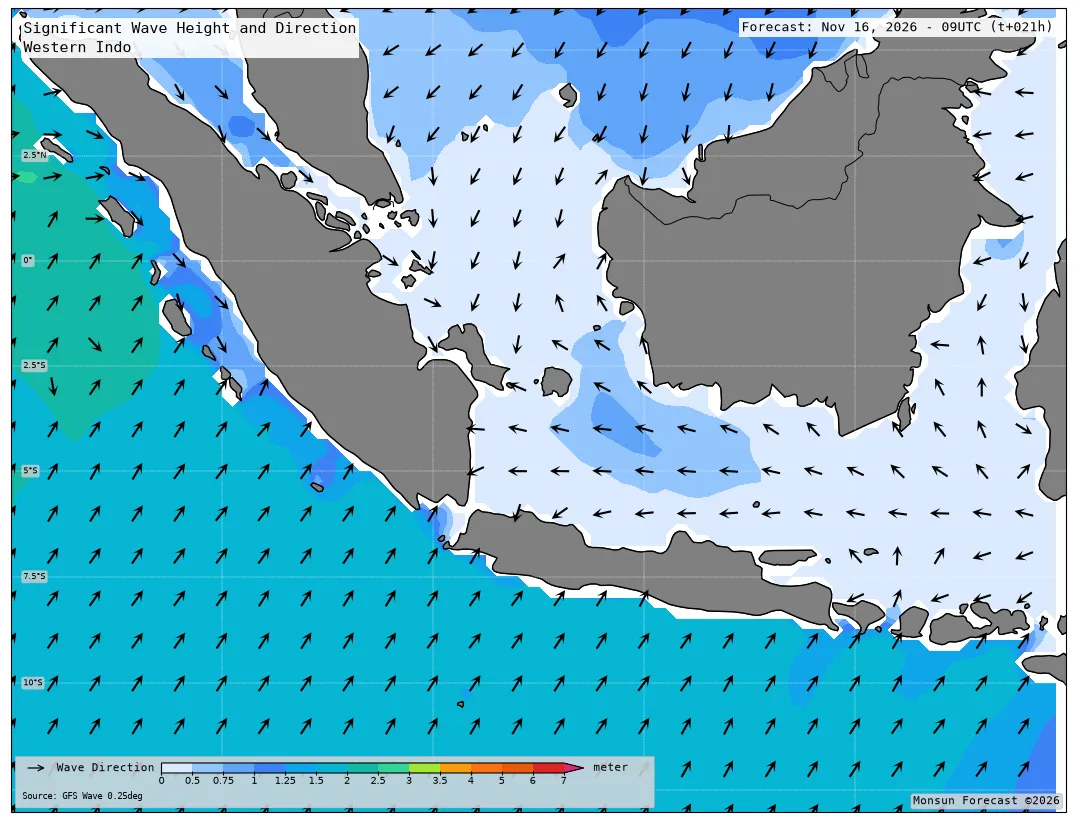 Significant Wave Height and Direction
Western Indo
Forecast: Nov 16, 2026 - 09UTC (t+021h)
2.5°N
0°
2.5°S
5°S
7.5°S
10°S
Wave Direction
meter
0 0.5 0.75 1 1.25 1.5 2 2.5 3 3.5 4 5 6 7
Source: GFS Wave 0.25deg
Monsun Forecast ©2026